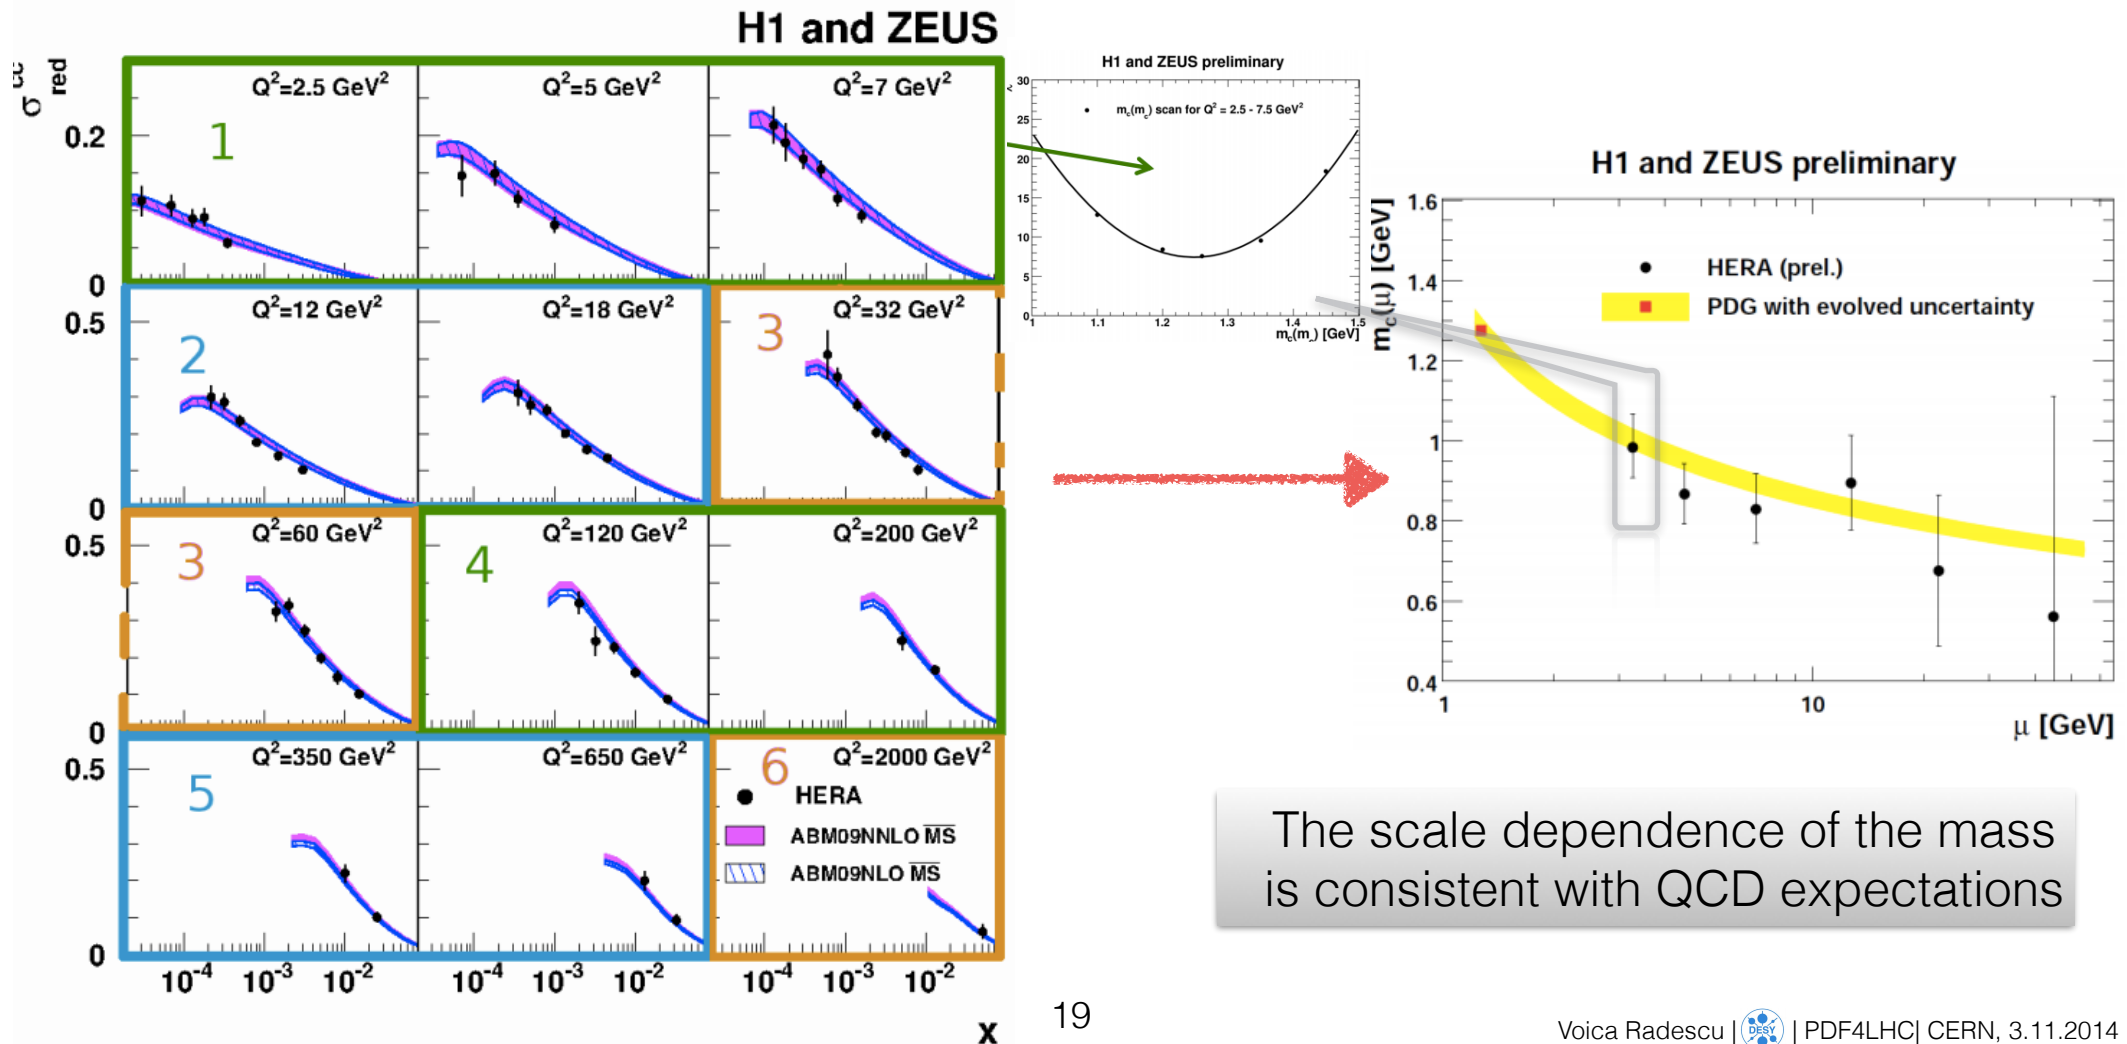 H1 and ZEUS
σ red
Q²=2.5 GeV²
Q²=5 GeV²
Q²=7 GeV²
1
0.2
0
Q²=12 GeV²
Q²=18 GeV²
Q²=32 GeV²
2
3
0.5
0
Q²=60 GeV²
Q²=120 GeV²
Q²=200 GeV²
3
4
0.5
0
Q²=350 GeV²
Q²=650 GeV²
Q²=2000 GeV²
5
6
0.5
0
HERA
ABM09NNLO M̅S̅
ABM09NLO M̅S̅
10⁻⁴ 10⁻³ 10⁻² 10⁻⁴ 10⁻³ 10⁻² 10⁻⁴ 10⁻³ 10⁻²
x
H1 and ZEUS preliminary
m_c(m_c) scan for Q² = 2.5 - 7.5 GeV²
30
25
20
15
10
5
0
1 1.1 1.2 1.3 1.4 1.5
m_c(m_c) [GeV]
H1 and ZEUS preliminary
m_c(μ) [GeV]
HERA (prel.)
PDG with evolved uncertainty
1.6
1.4
1.2
1
0.8
0.6
0.4
1 10
μ [GeV]
The scale dependence of the mass
is consistent with QCD expectations
19
Voica Radescu | DESY | PDF4LHC| CERN, 3.11.2014